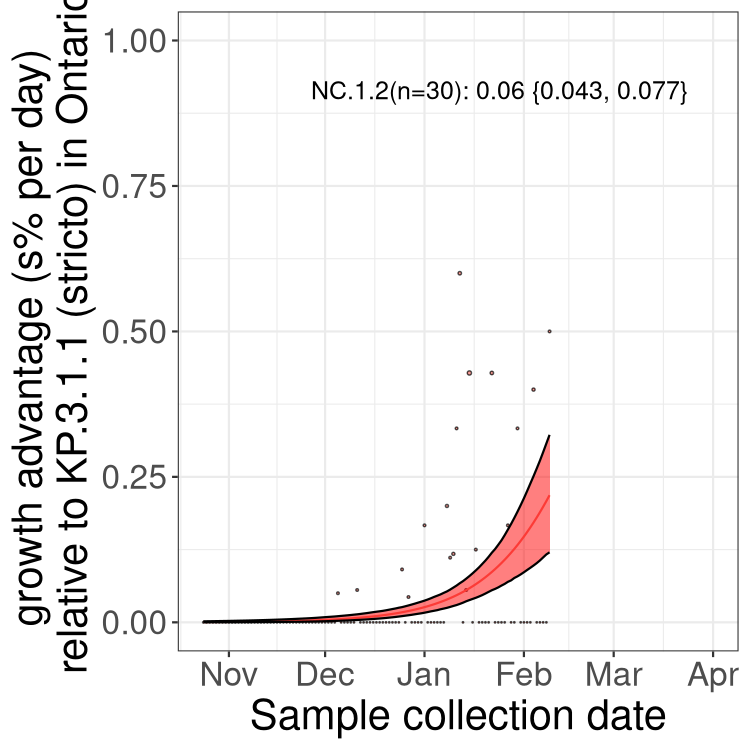 growth advantage (s% per day)
relative to KP.3.1.1 (stricto) in Ontario
1.00
0.75
0.50
0.25
0.00
NC.1.2(n=30): 0.06 {0.043, 0.077}
Nov Dec Jan Feb Mar Apr
Sample collection date